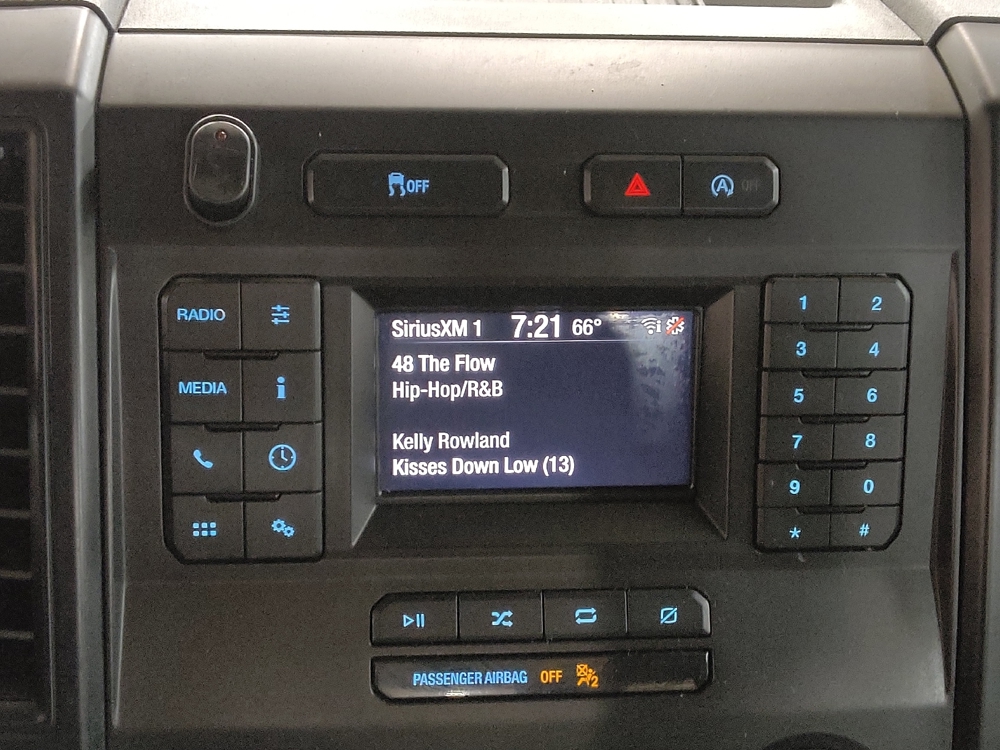 OFF
A OFF
RADIO
MEDIA
SiriusXM 1 7:21 66° i
48 The Flow
Hip-Hop/R&B
Kelly Rowland
Kisses Down Low (13)
1 2
3 4
5 6
7 8
9 0
* #
PASSENGER AIRBAG OFF 2